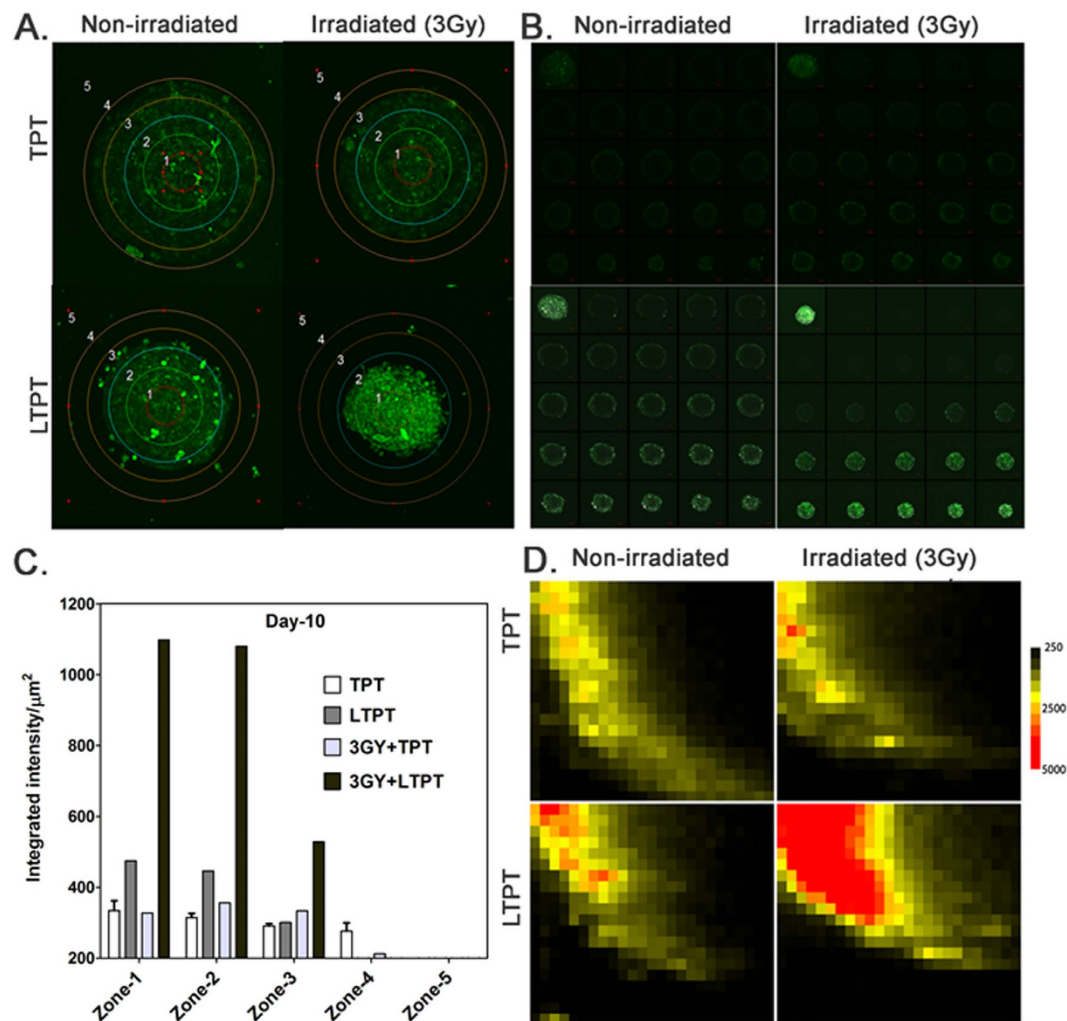 A.
Non-irradiated
Irradiated (3Gy)
TPT
5
4
3
2
1
5
4
3
2
1
LTPT
5
4
3
2
1
5
4
3
2
1
B.
Non-irradiated
Irradiated (3Gy)
C.
Day-10
Integrated intensity/μm²
1200
1000
800
600
400
200
TPT
LTPT
3GY+TPT
3GY+LTPT
Zone-1
Zone-2
Zone-3
Zone-4
Zone-5
D.
Non-irradiated
Irradiated (3Gy)
TPT
LTPT
250
2500
5000